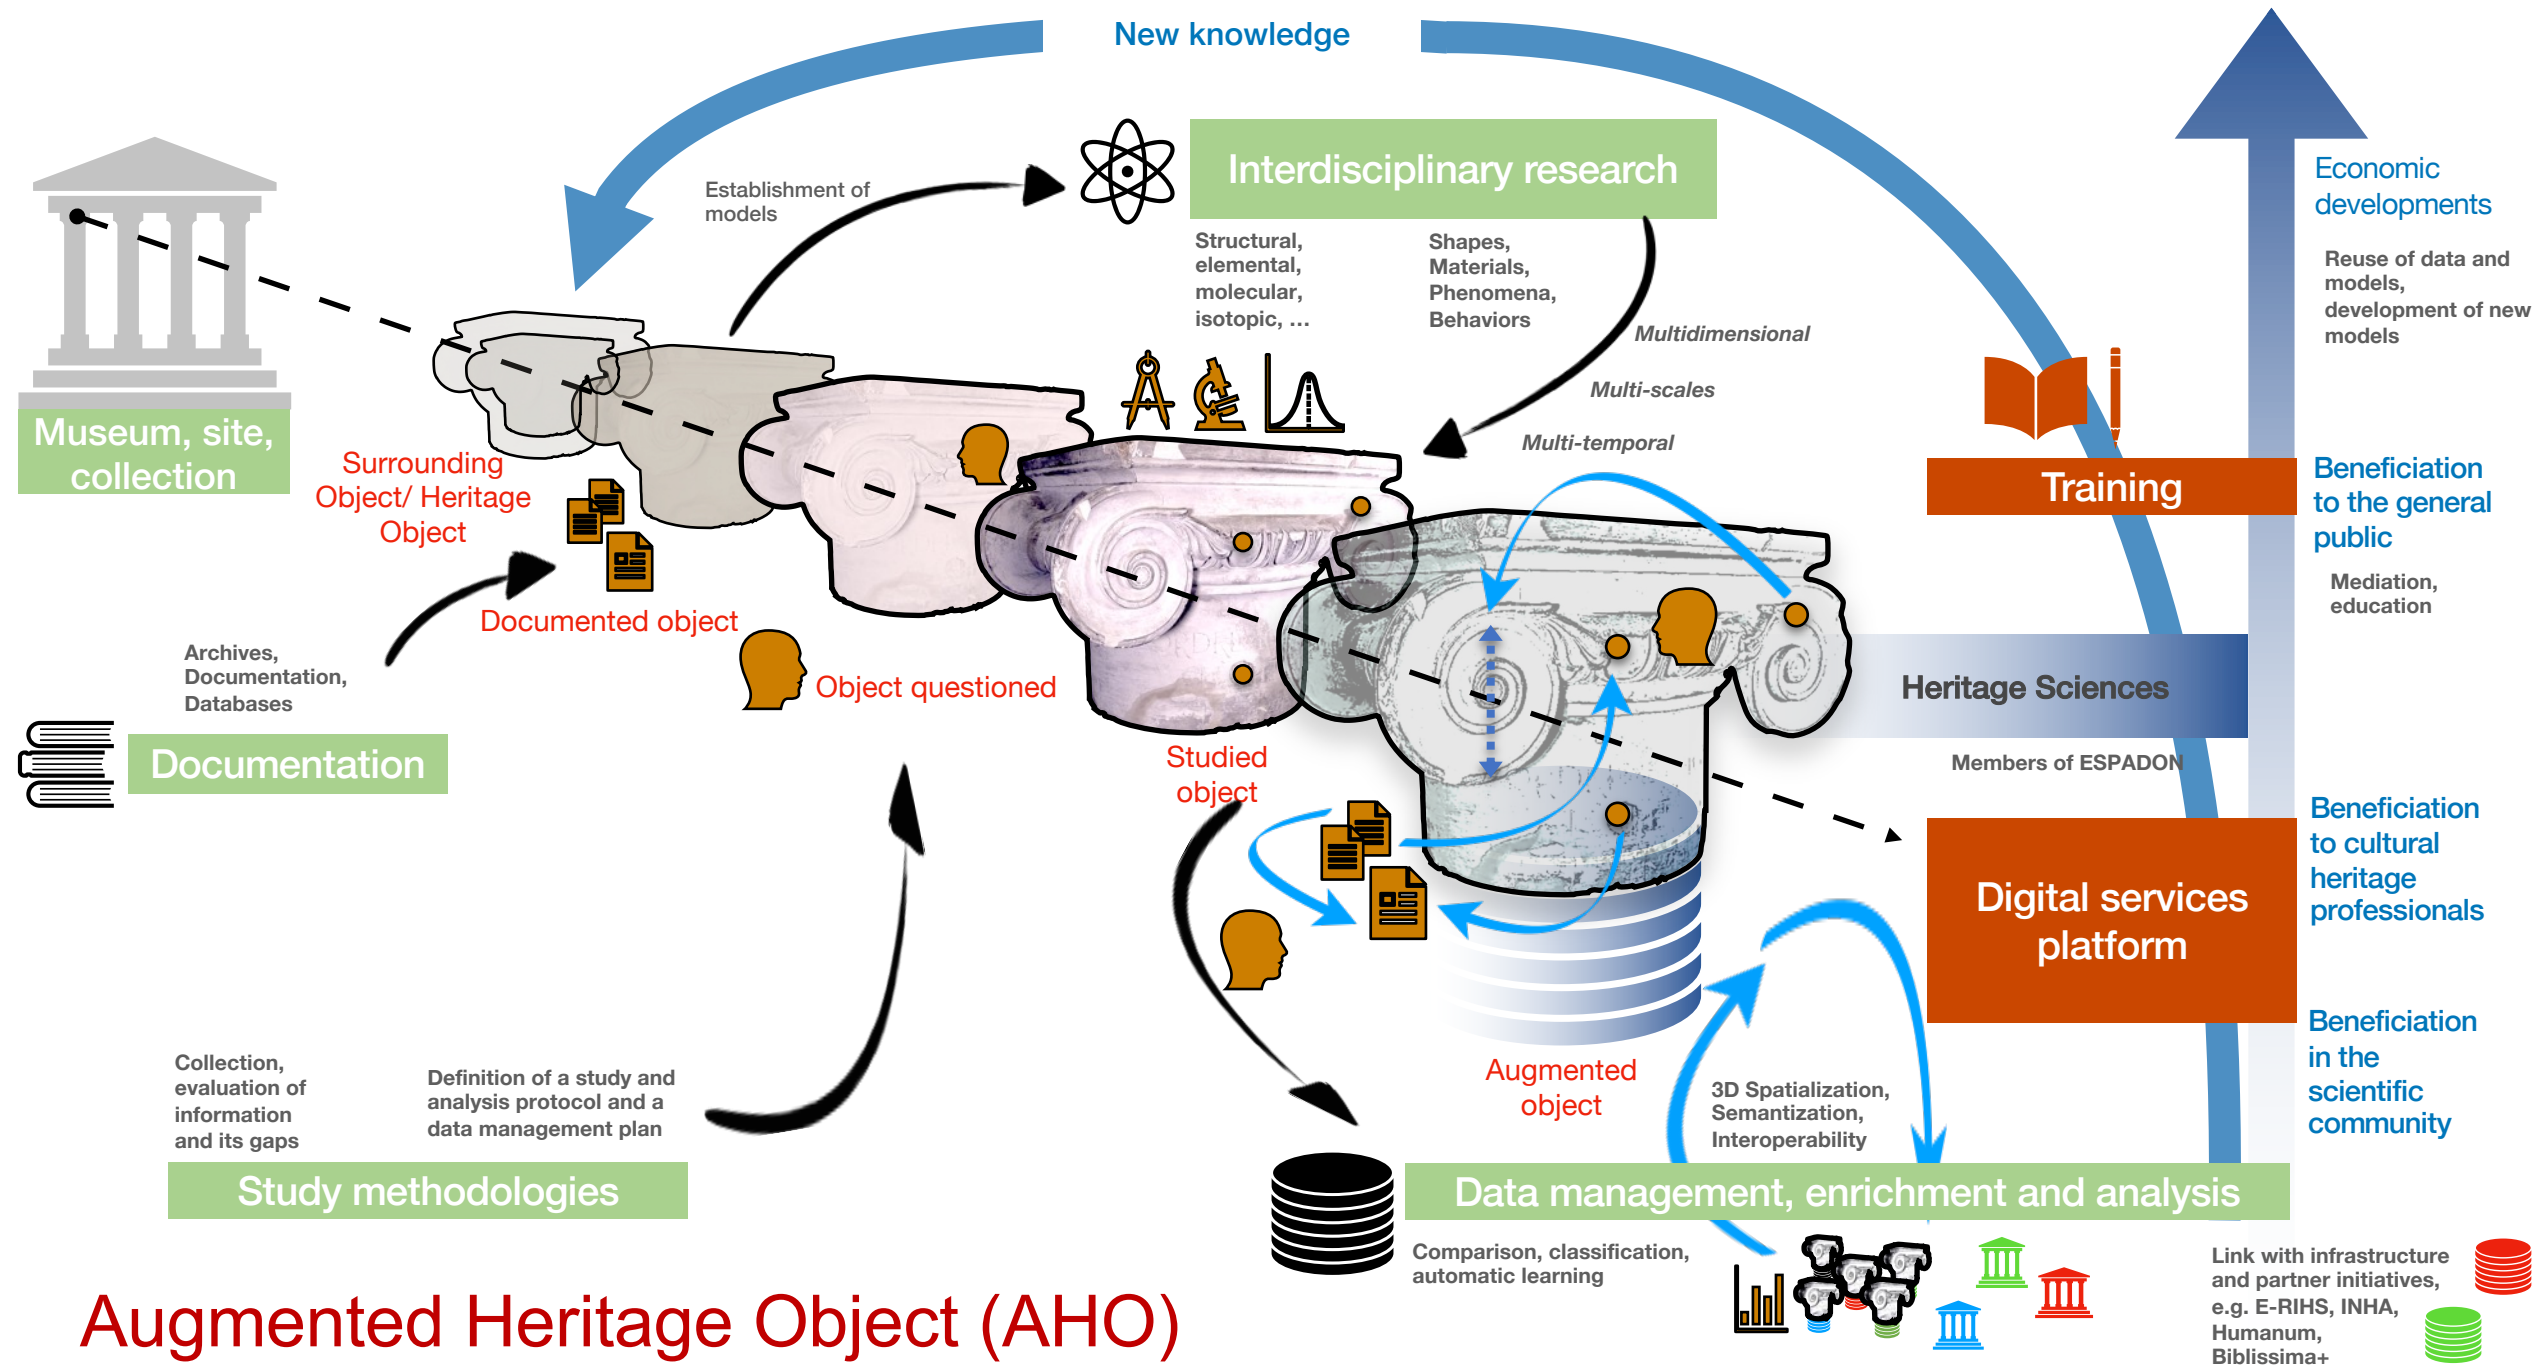 New knowledge
Establishment of
models
Interdisciplinary research
Structural,
elemental,
molecular,
isotopic, ...
Shapes,
Materials,
Phenomena,
Behaviors
Multidimensional
Multi-scales
Multi-temporal
Economic
developments
Reuse of data and
models,
development of new
models
Museum, site,
collection
Surrounding
Object/ Heritage
Object
Training
Beneficiation
to the general
public
Mediation,
education
Documented object
Archives,
Documentation,
Databases
Documentation
Object questioned
Heritage Sciences
Members of ESPADON
Studied
object
Beneficiation
to cultural
heritage
professionals
Digital services
platform
Beneficiation
in the
scientific
community
Collection,
evaluation of
information
and its gaps
Definition of a study and
analysis protocol and a
data management plan
Study methodologies
Augmented
object
3D Spatialization,
Semantization,
Interoperability
Data management, enrichment and analysis
Comparison, classification,
automatic learning
Link with infrastructure
and partner initiatives,
e.g. E-RIHS, INHA,
Humanum,
Biblissima+
Augmented Heritage Object (AHO)